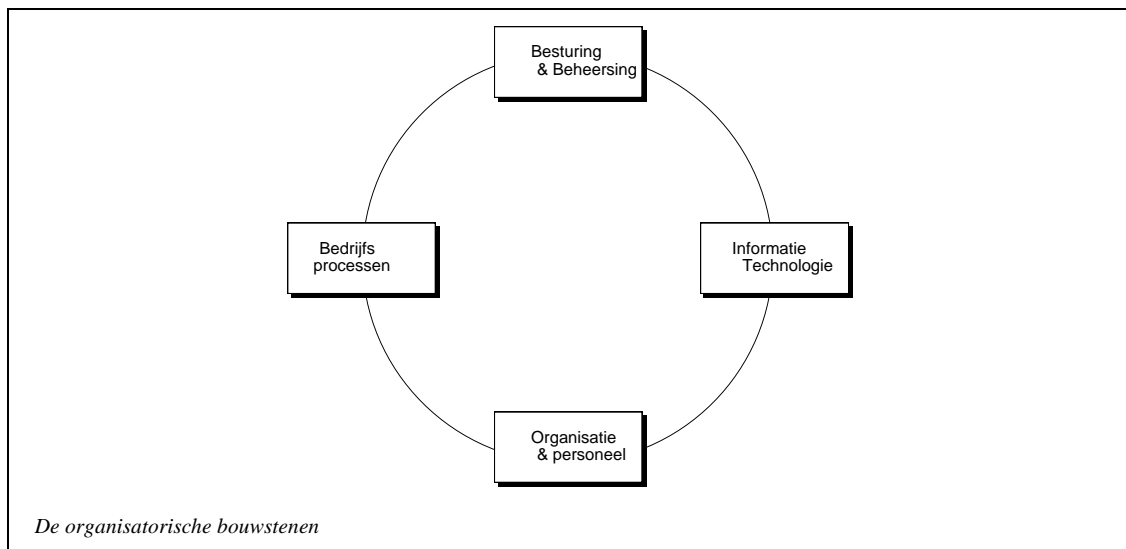 Besturing
& Beheersing
Bedrijfs
processen
Informatie
Technologie
Organisatie
& personeel
De organisatorische bouwstenen